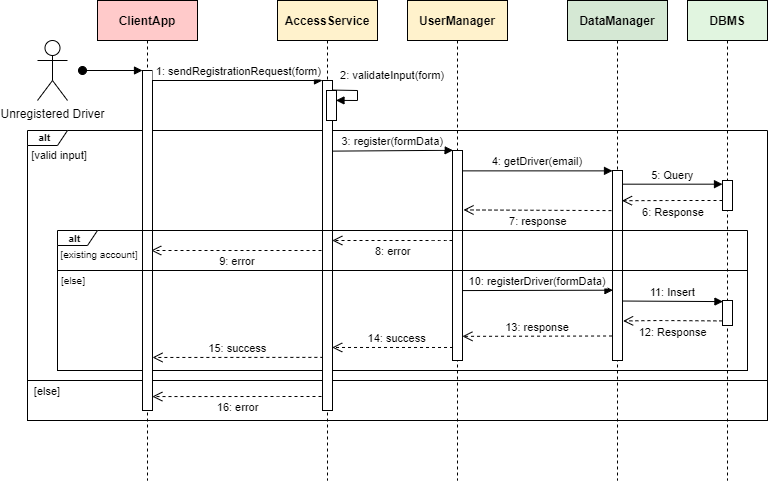 ClientApp
AccessService
UserManager
DataManager
DBMS
Unregistered Driver
1: sendRegistrationRequest(form)
2: validateInput(form)
alt
[valid input]
3: register(formData)
4: getDriver(email)
5: Query
6: Response
7: response
alt
[existing account]
8: error
9: error
[else]
10: registerDriver(formData)
11: Insert
12: Response
13: response
14: success
15: success
[else]
16: error